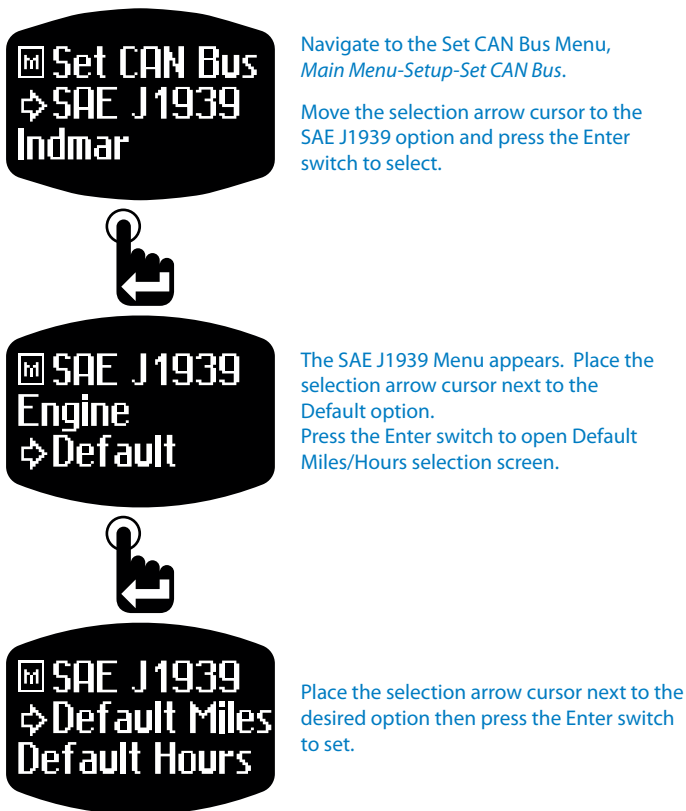 M Set CAN Bus
➪SAE J1939
Indmar
Navigate to the Set CAN Bus Menu,
Main Menu-Setup-Set CAN Bus.
Move the selection arrow cursor to the
SAE J1939 option and press the Enter
switch to select.
M SAE J1939
Engine
➪Default
The SAE J1939 Menu appears.  Place the
selection arrow cursor next to the
Default option.
Press the Enter switch to open Default
Miles/Hours selection screen.
M SAE J1939
➪Default Miles
Default Hours
Place the selection arrow cursor next to the
desired option then press the Enter switch
to set.